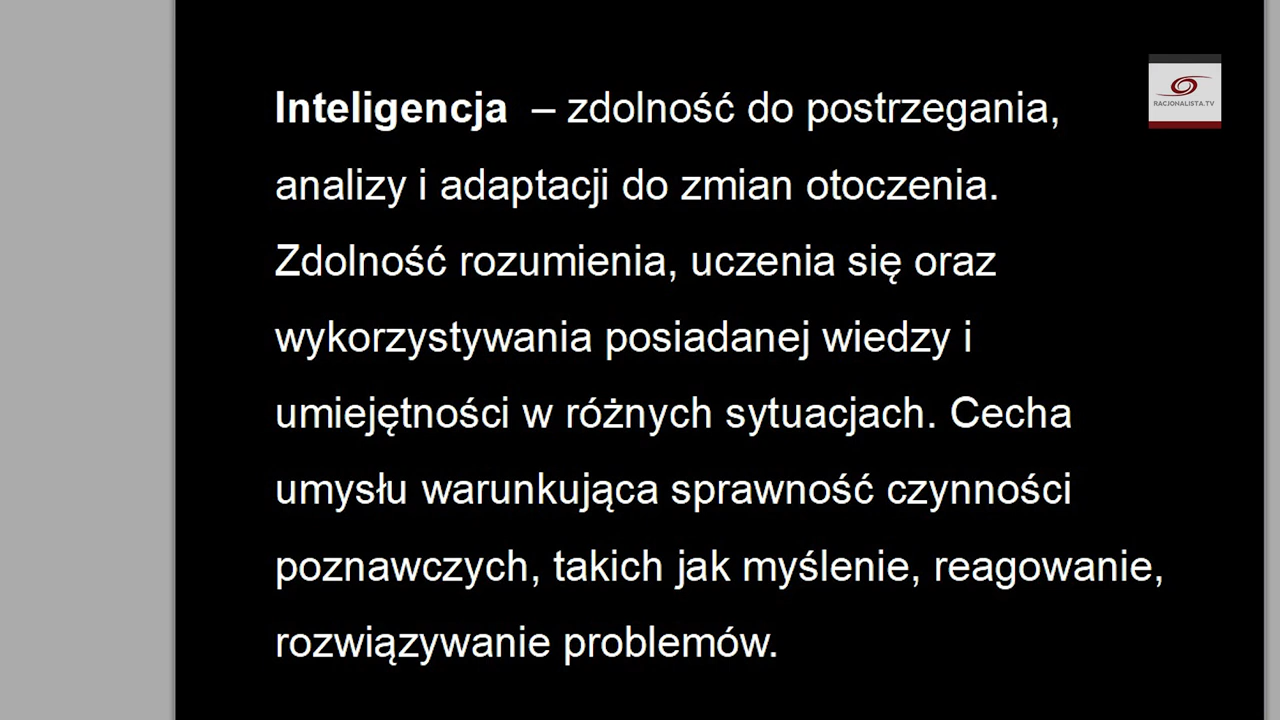 Inteligencja – zdolność do postrzegania,
analizy i adaptacji do zmian otoczenia.
Zdolność rozumienia, uczenia się oraz
wykorzystywania posiadanej wiedzy i
umiejętności w różnych sytuacjach. Cecha
umysłu warunkująca sprawność czynności
poznawczych, takich jak myślenie, reagowanie,
rozwiązywanie problemów.
RACJONALISTA.TV